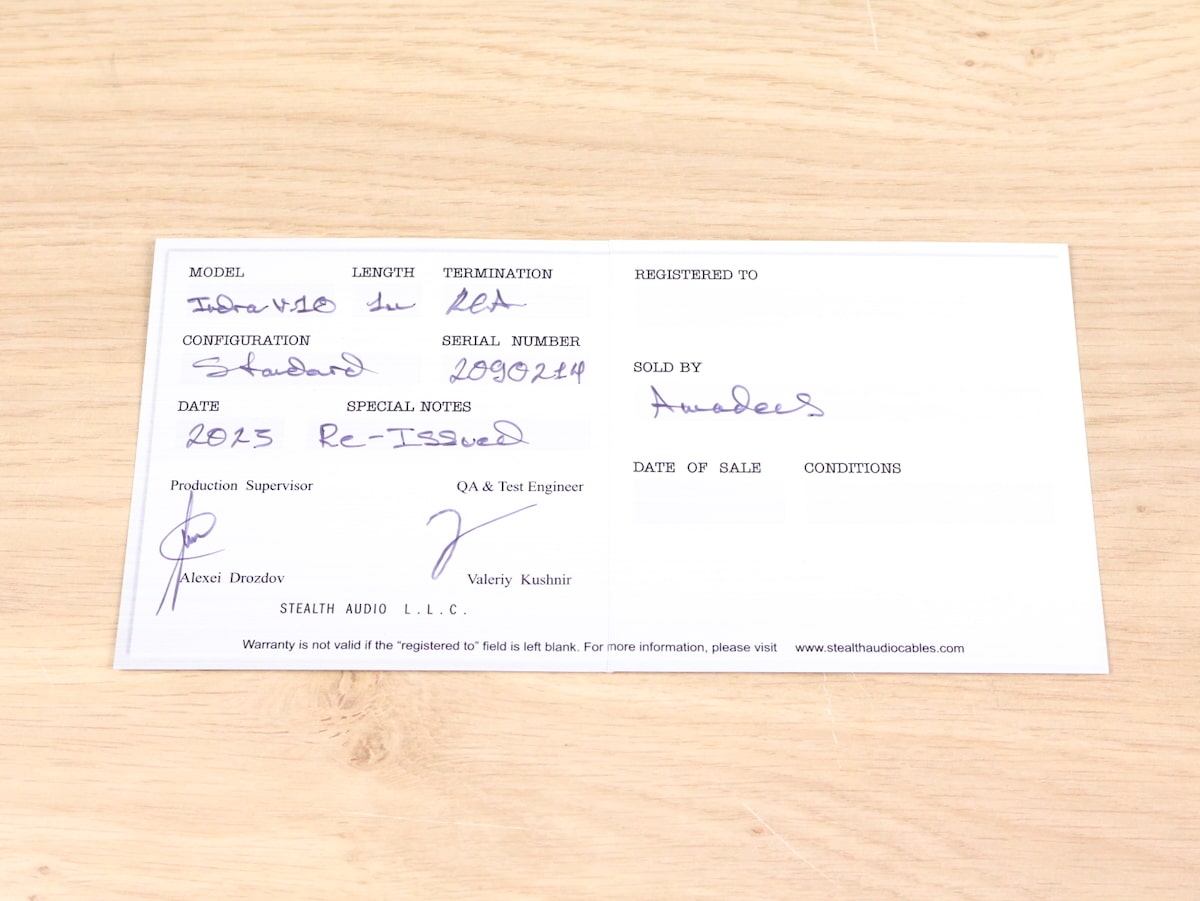 MODEL LENGTH TERMINATION
Indra V.10 1m RCA
CONFIGURATION SERIAL NUMBER
Standard 2090214
DATE SPECIAL NOTES
2023 Re-Issued
Production Supervisor QA & Test Engineer
Alexei Drozdov Valeriy Kushnir
STEALTH AUDIO L.L.C.
REGISTERED TO
SOLD BY
Amadeus
DATE OF SALE CONDITIONS
Warranty is not valid if the “registered to” field is left blank. For more information, please visit www.stealthaudiocables.com